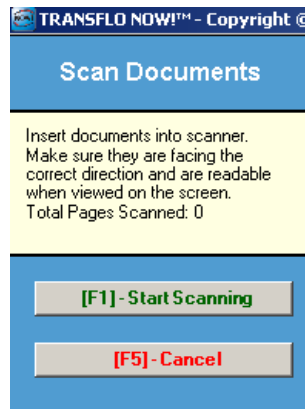 TRANSFLO NOW!™ - Copyright ©
Scan Documents
Insert documents into scanner.
Make sure they are facing the
correct direction and are readable
when viewed on the screen.
Total Pages Scanned: 0
[F1] - Start Scanning
[F5] - Cancel